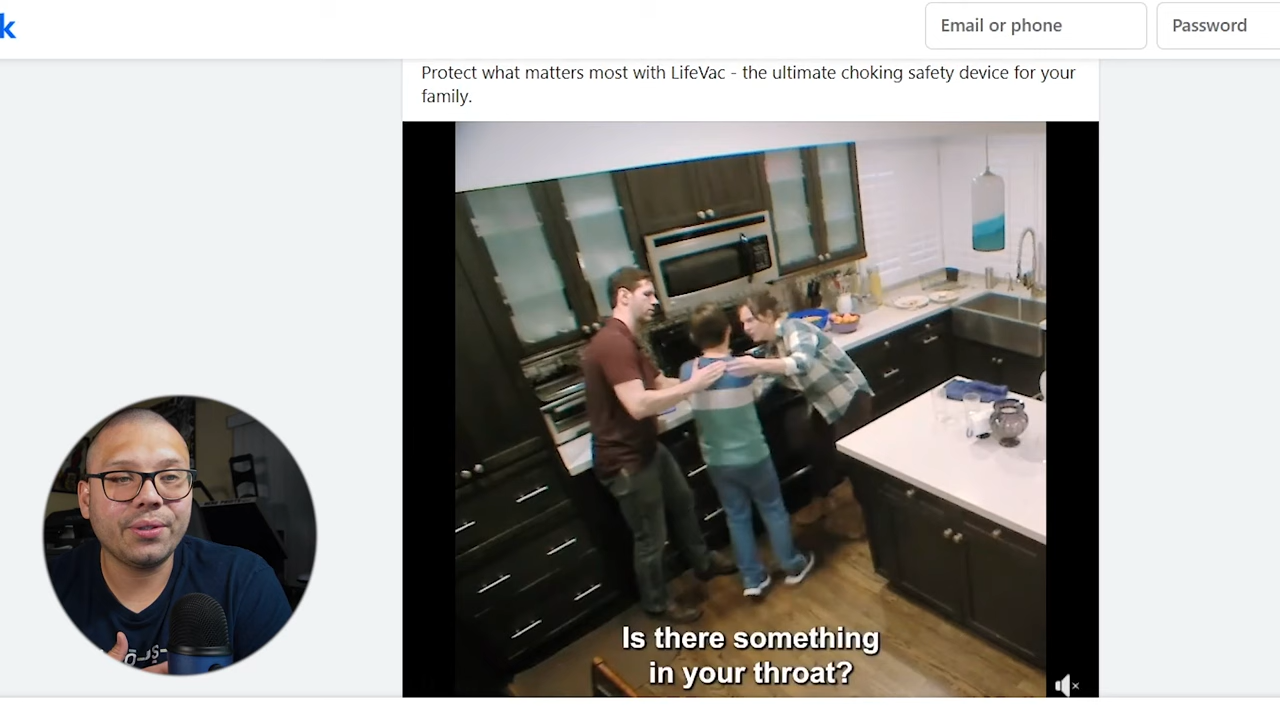 k
Email or phone
Password
Protect what matters most with LifeVac - the ultimate choking safety device for your
family.
Is there something
in your throat?